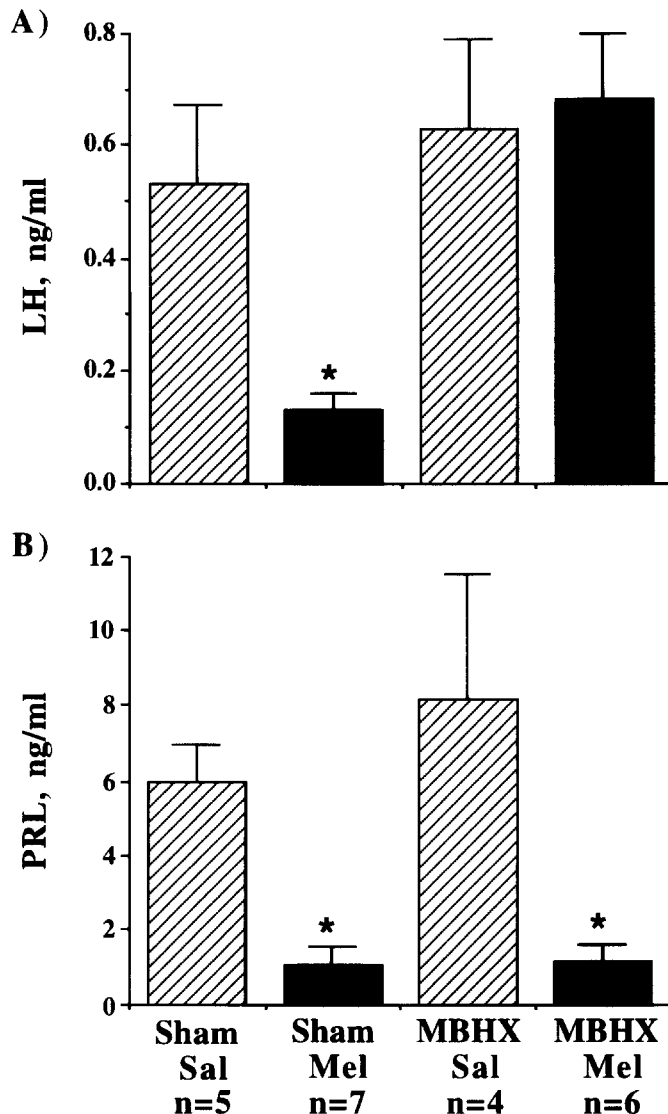 A)
0.8
0.6
0.4
0.2
0.0
LH, ng/ml
*
B)
12
10
8
6
4
2
0
PRL, ng/ml
*
*
Sham
Sal
n=5
Sham
Mel
n=7
MBHX
Sal
n=4
MBHX
Mel
n=6